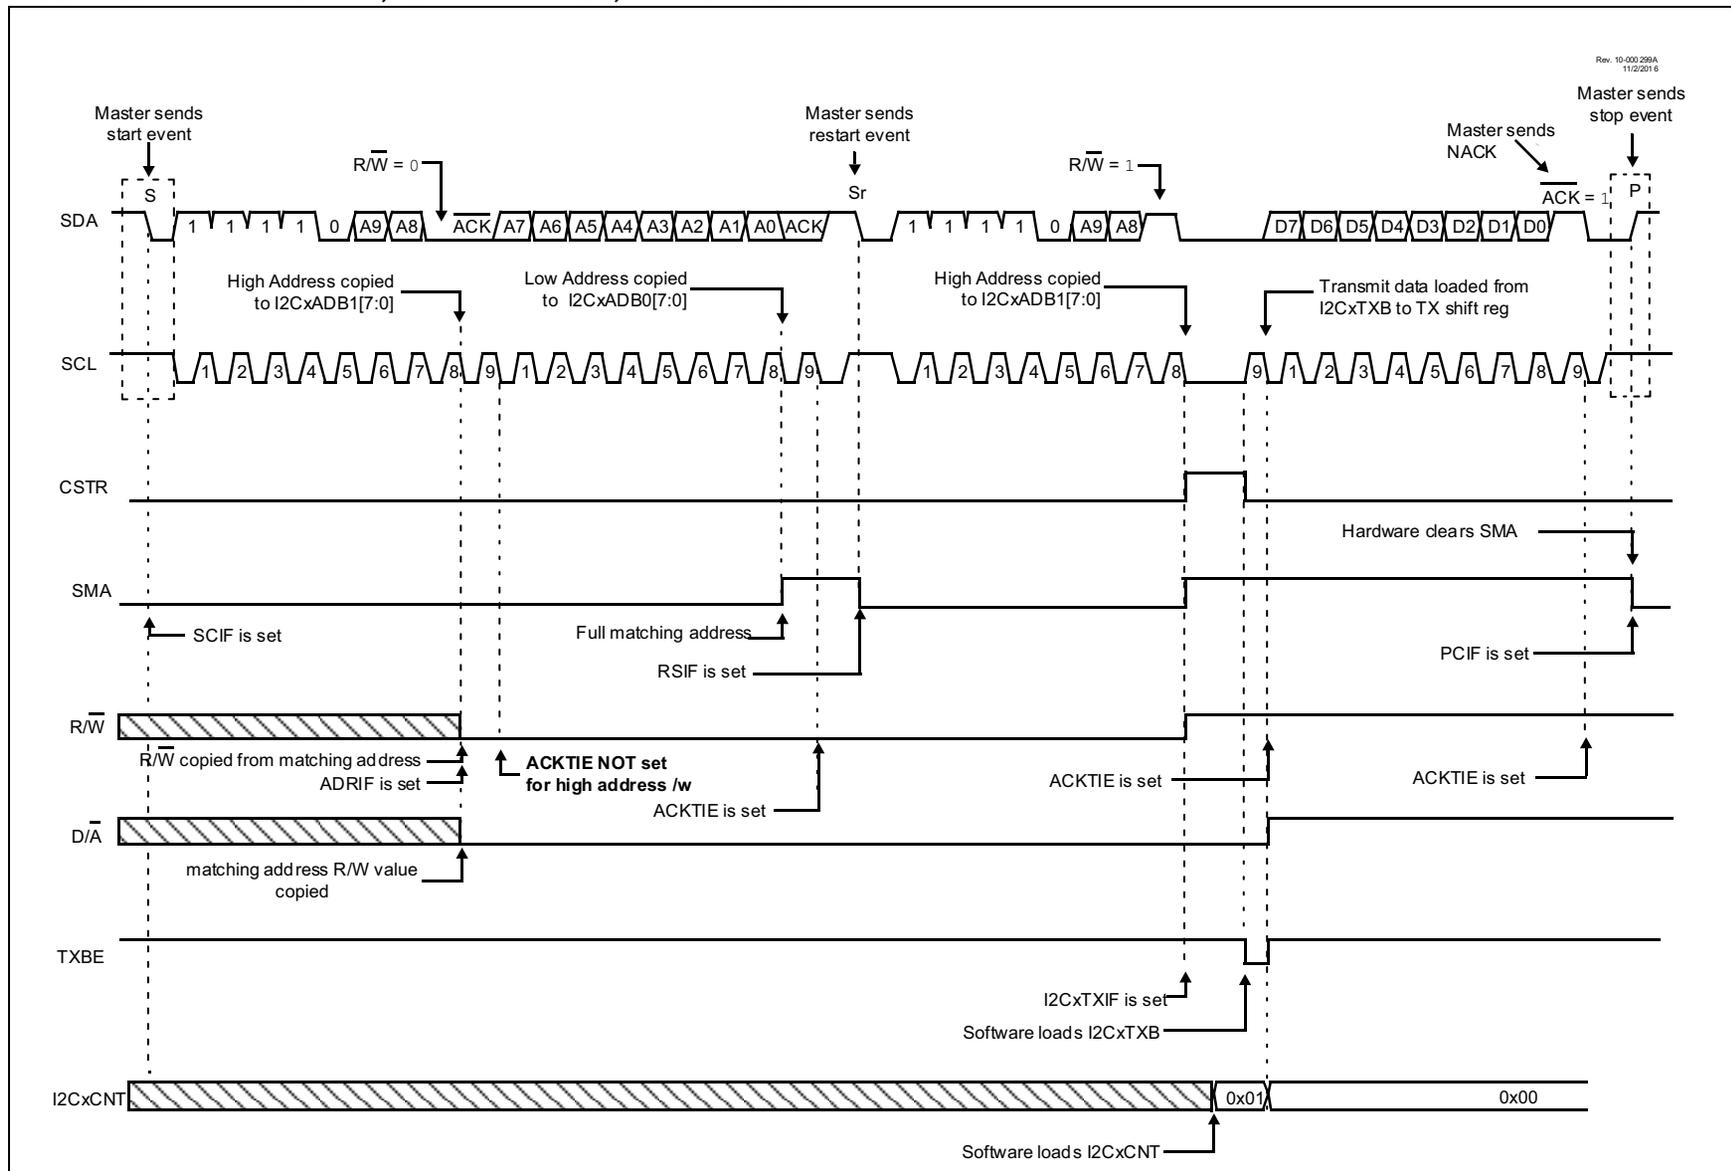 Rev. 10-000 299A
11/2/2016
Master sends
start event
Master sends
restart event
Master sends
stop event
Master sends
NACK
R/W̅ = 0
R/W̅ = 1
S
Sr
A̅C̅K̅ = 1
P
SDA
1 1 1 1 0 A9 A8 A̅C̅K̅ A7 A6 A5 A4 A3 A2 A1 A0 ACK 1 1 1 1 0 A9 A8 D7 D6 D5 D4 D3 D2 D1 D0
High Address copied
to I2CxADB1[7:0]
Low Address copied
to I2CxADB0[7:0]
High Address copied
to I2CxADB1[7:0]
Transmit data loaded from
I2CxTXB to TX shift reg
SCL
1 2 3 4 5 6 7 8 9 1 2 3 4 5 6 7 8 9 1 2 3 4 5 6 7 8 9 1 2 3 4 5 6 7 8 9
CSTR
Hardware clears SMA
SMA
SCIF is set
Full matching address
RSIF is set
PCIF is set
R/W̅
R/W̅ copied from matching address
ADRIF is set
ACKTIE NOT set
for high address /w
ACKTIE is set
ACKTIE is set
ACKTIE is set
D/A̅
matching address R/W value
copied
TXBE
I2CxTXIF is set
Software loads I2CxTXB
I2CxCNT
0x01
0x00
Software loads I2CxCNT